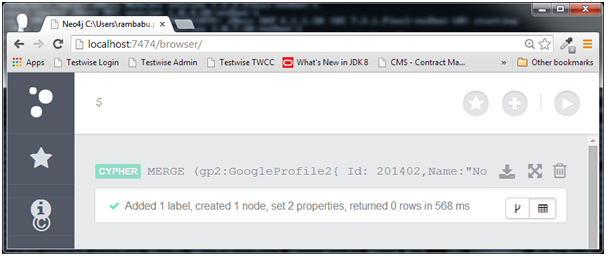 Neo4j C:\Users\rambabu.p
localhost:7474/browser/
Apps Testwise Login Testwise Admin Testwise TWCC What's New in JDK 8 CMS - Contract Ma... » Other bookmarks
$
CYPHER MERGE (gp2:GoogleProfile2{ Id: 201402,Name:"No
Added 1 label, created 1 node, set 2 properties, returned 0 rows in 568 ms